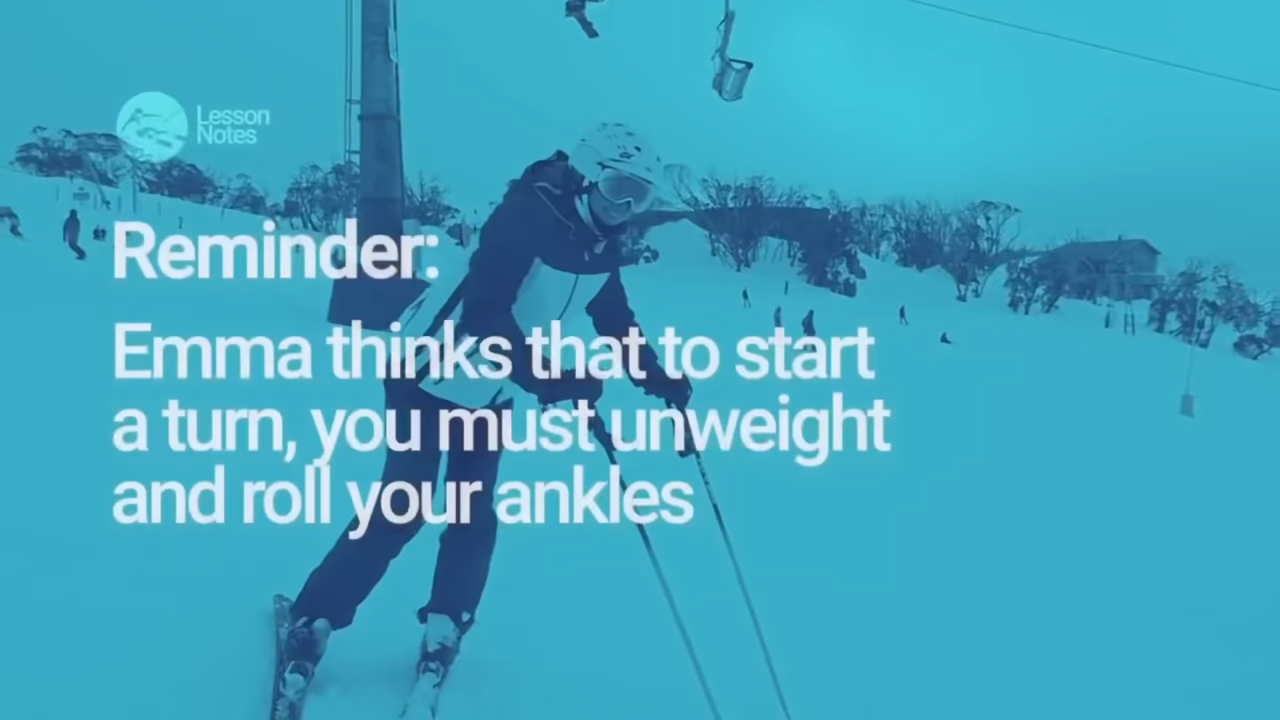 Lesson
Notes
Reminder:
Emma thinks that to start
a turn, you must unweight
and roll your ankles